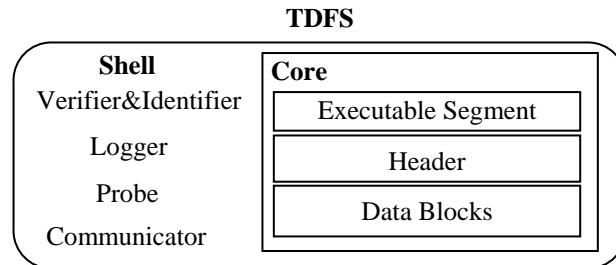 TDFS
Shell
Verifier&Identifier
Logger
Probe
Communicator
Core
Executable Segment
Header
Data Blocks